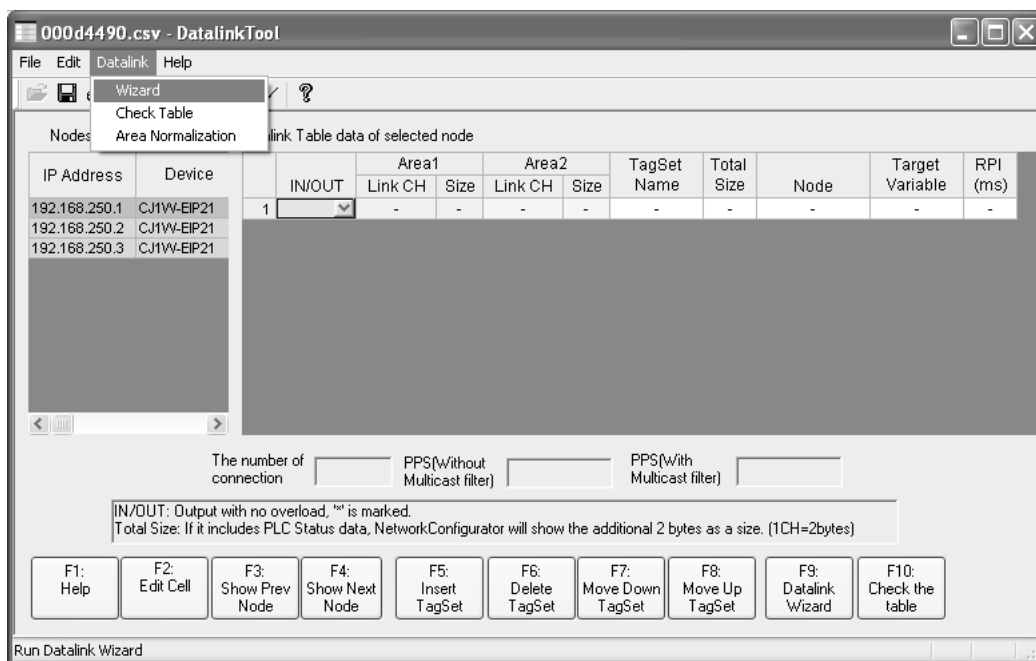 000d4490.csv - DatalinkTool
File Edit Datalink Help
Wizard
Check Table
Area Normalization
Nodes
Table data of selected node
IP Address Device
IN/OUT Area1 Link CH Size Area2 Link CH Size TagSet Name Total Size Node Target Variable RPI (ms)
192.168.250.1 CJ1W-EIP21 1 - - - - - - - - -
192.168.250.2 CJ1W-EIP21
192.168.250.3 CJ1W-EIP21
The number of connection
PPS(Without Multicast filter)
PPS(With Multicast filter)
IN/OUT: Output with no overload, '*' is marked.
Total Size: If it includes PLC Status data, NetworkConfigurator will show the additional 2 bytes as a size. (1CH=2bytes)
F1: Help
F2: Edit Cell
F3: Show Prev Node
F4: Show Next Node
F5: Insert TagSet
F6: Delete TagSet
F7: Move Down TagSet
F8: Move Up TagSet
F9: Datalink Wizard
F10: Check the table
Run Datalink Wizard